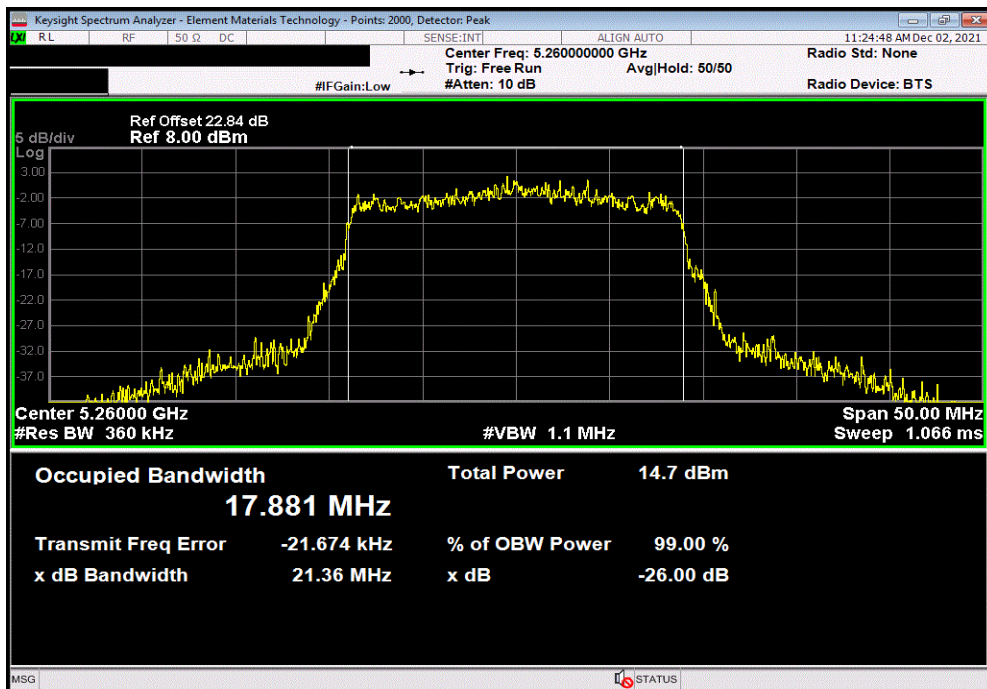 Keysight Spectrum Analyzer - Element Materials Technology - Points: 2000, Detector: Peak
LXI RL RF 50 Ω DC SENSE:INT ALIGN AUTO 11:24:48 AM Dec 02, 2021
Center Freq: 5.260000000 GHz Radio Std: None
Trig: Free Run Avg|Hold: 50/50
#IFGain:Low #Atten: 10 dB Radio Device: BTS
Ref Offset 22.84 dB
5 dB/div Ref 8.00 dBm
Log
3.00
-2.00
-7.00
-12.0
-17.0
-22.0
-27.0
-32.0
-37.0
Center 5.26000 GHz Span 50.00 MHz
#Res BW 360 kHz #VBW 1.1 MHz Sweep 1.066 ms
Occupied Bandwidth Total Power 14.7 dBm
17.881 MHz
Transmit Freq Error -21.674 kHz % of OBW Power 99.00 %
x dB Bandwidth 21.36 MHz x dB -26.00 dB
MSG STATUS